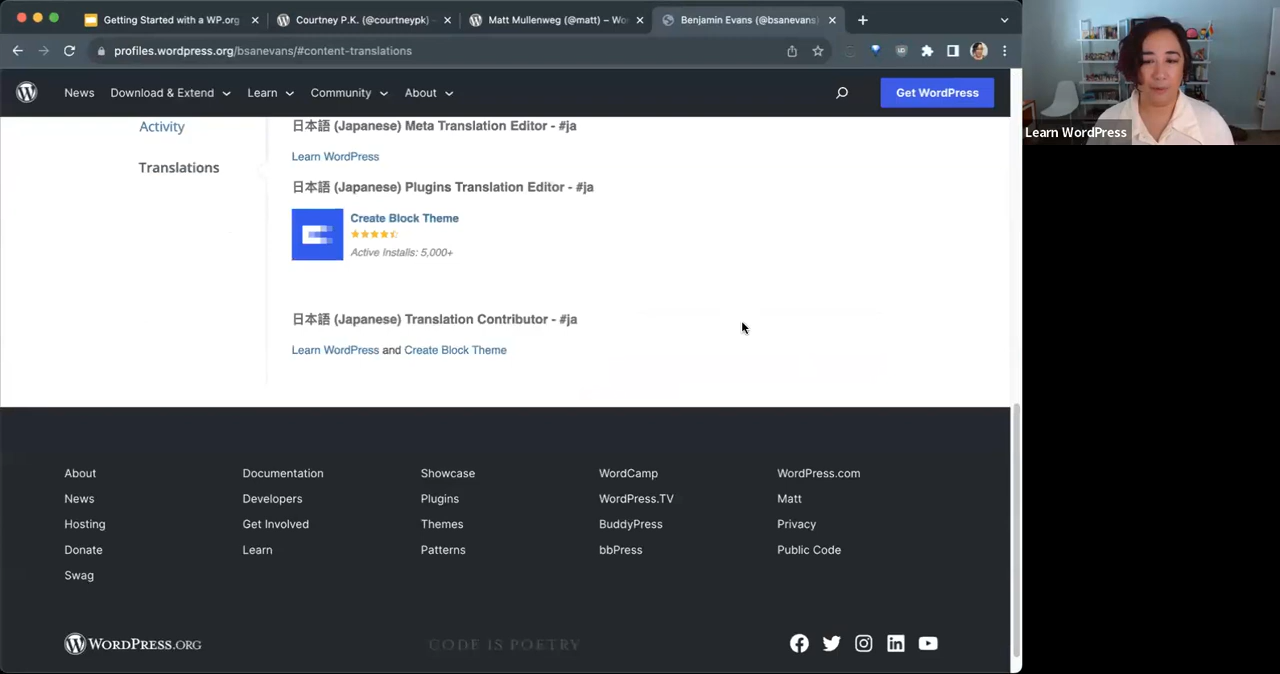 Getting Started with a WP.org
Courtney P.K. (@courtneypk) –
Matt Mullenweg (@matt) – Wo
Benjamin Evans (@bsanevans)
profiles.wordpress.org/bsanevans/#content-translations
News
Download & Extend
Learn
Community
About
Get WordPress
Activity
Translations
日本語 (Japanese) Meta Translation Editor - #ja
Learn WordPress
日本語 (Japanese) Plugins Translation Editor - #ja
Create Block Theme
Active Installs: 5,000+
日本語 (Japanese) Translation Contributor - #ja
Learn WordPress and Create Block Theme
About
News
Hosting
Donate
Swag
Documentation
Developers
Get Involved
Learn
Showcase
Plugins
Themes
Patterns
WordCamp
WordPress.TV
BuddyPress
bbPress
WordPress.com
Matt
Privacy
Public Code
WORDPRESS.ORG
CODE IS POETRY
Learn WordPress